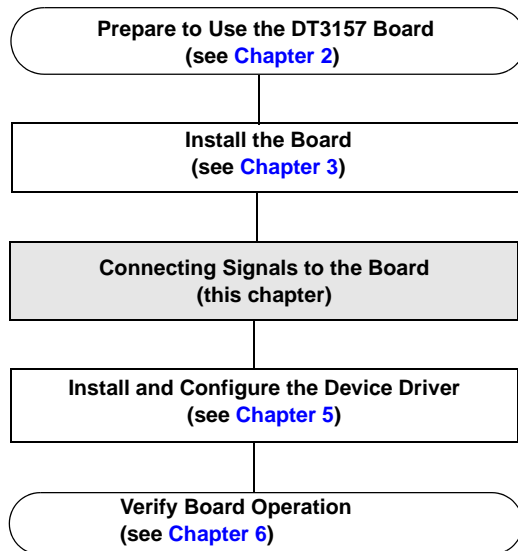 Prepare to Use the DT3157 Board
(see Chapter 2)
Install the Board
(see Chapter 3)
Connecting Signals to the Board
(this chapter)
Install and Configure the Device Driver
(see Chapter 5)
Verify Board Operation
(see Chapter 6)